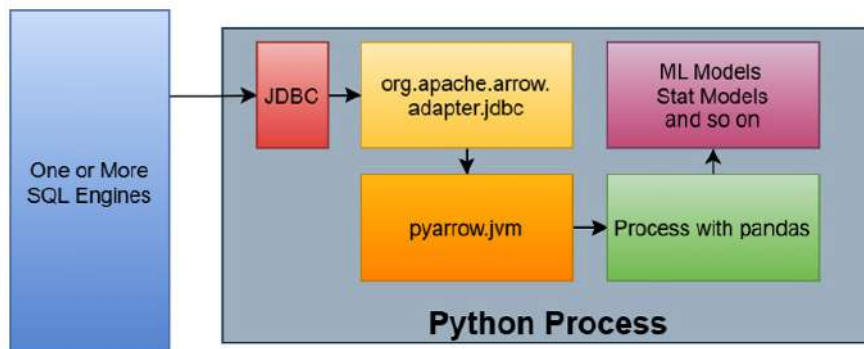 One or More
SQL Engines
JDBC
org.apache.arrow.
adapter.jdbc
pyarrow.jvm
Process with pandas
ML Models
Stat Models
and so on
Python Process